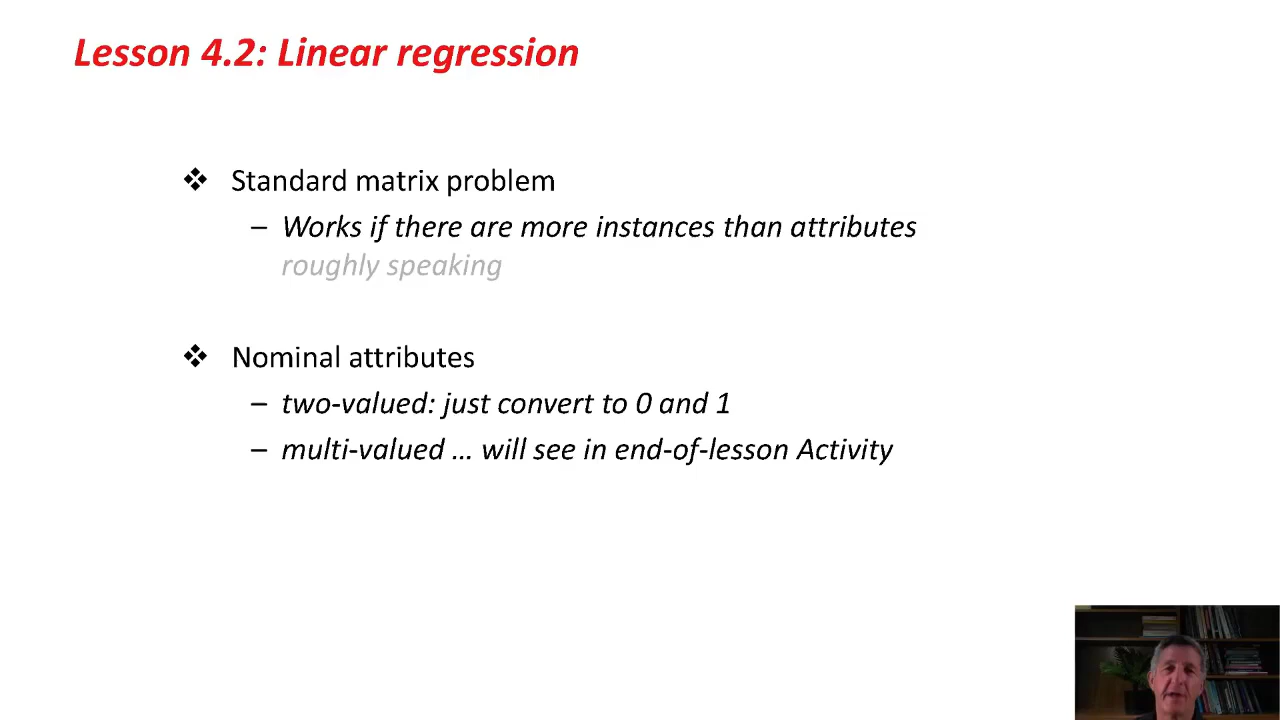 Lesson 4.2: Linear regression
❖ Standard matrix problem
– Works if there are more instances than attributes
roughly speaking
❖ Nominal attributes
– two-valued: just convert to 0 and 1
– multi-valued … will see in end-of-lesson Activity